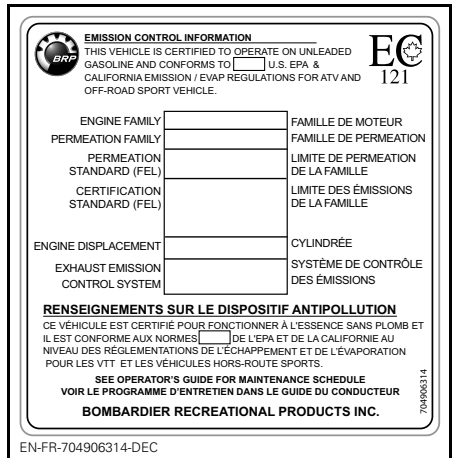 BRP
EMISSION CONTROL INFORMATION
THIS VEHICLE IS CERTIFIED TO OPERATE ON UNLEADED
GASOLINE AND CONFORMS TO U.S. EPA &
CALIFORNIA EMISSION / EVAP REGULATIONS FOR ATV AND
OFF-ROAD SPORT VEHICLE.
EC
121
ENGINE FAMILY FAMILLE DE MOTEUR
PERMEATION FAMILY FAMILLE DE PERMEATION
PERMEATION LIMITE DE PERMEATION
STANDARD (FEL) DE LA FAMILLE
CERTIFICATION LIMITE DES ÉMISSIONS
STANDARD (FEL) DE LA FAMILLE
ENGINE DISPLACEMENT CYLINDRÉE
EXHAUST EMISSION SYSTÈME DE CONTRÔLE
CONTROL SYSTEM DES ÉMISSIONS
RENSEIGNEMENTS SUR LE DISPOSITIF ANTIPOLLUTION
CE VÉHICULE EST CERTIFIÉ POUR FONCTIONNER À L'ESSENCE SANS PLOMB ET
IL EST CONFORME AUX NORMES DE L'EPA ET DE LA CALIFORNIE AU
NIVEAU DES RÉGLEMENTATIONS DE L'ÉCHAPPEMENT ET DE L'ÉVAPORATION
POUR LES VTT ET LES VÉHICULES HORS-ROUTE SPORTS.
SEE OPERATOR'S GUIDE FOR MAINTENANCE SCHEDULE
VOIR LE PROGRAMME D'ENTRETIEN DANS LE GUIDE DU CONDUCTEUR
BOMBARDIER RECREATIONAL PRODUCTS INC.
704906314
EN-FR-704906314-DEC